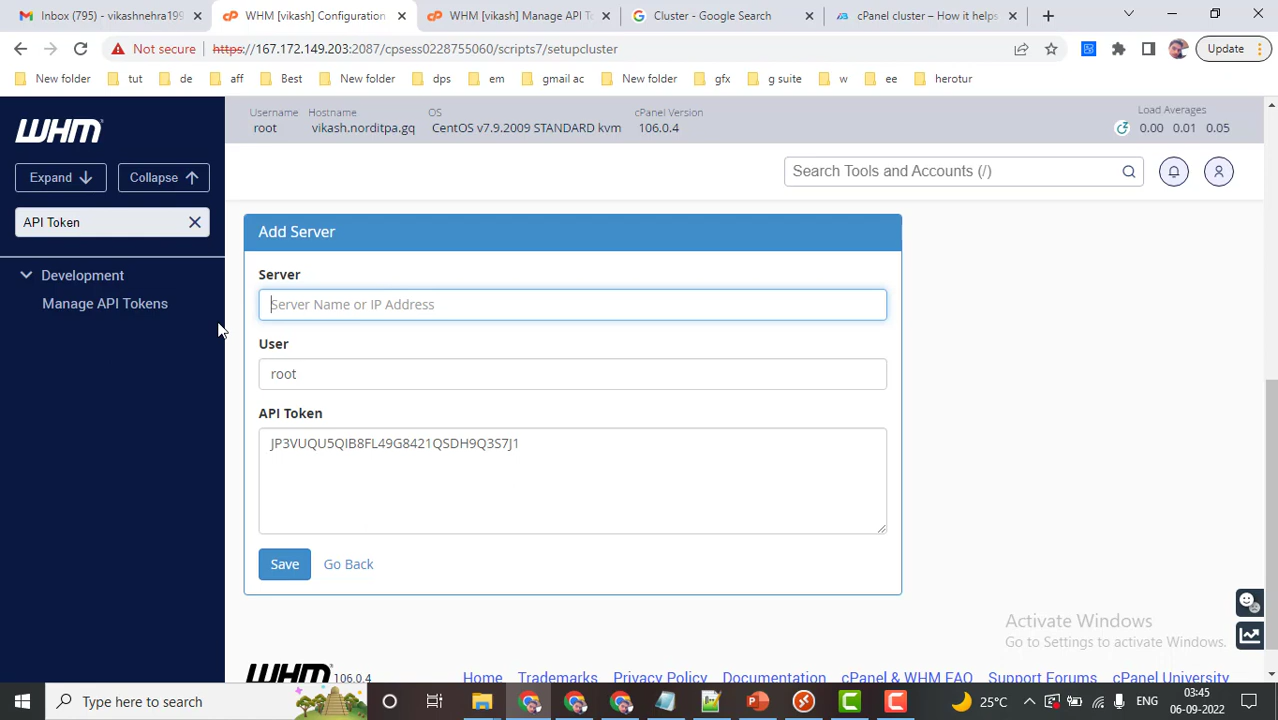 Inbox (795) - vikashnehra199
WHM [vikash] Configuration
WHM [vikash] Manage API T
Cluster - Google Search
cPanel cluster – How it helps
Not secure
https://167.172.149.203:2087/cpsess0228755060/scripts7/setupcluster
Update
New folder
tut
de
aff
Best
New folder
dps
em
gmail ac
New folder
gfx
g suite
w
ee
herotur
WHM
Username
root
Hostname
vikash.norditpa.gq
OS
CentOS v7.9.2009 STANDARD kvm
cPanel Version
106.0.4
Load Averages
0.00 0.01 0.05
Expand
Collapse
Search Tools and Accounts (/)
API Token
Development
Manage API Tokens
Add Server
Server
Server Name or IP Address
User
root
API Token
JP3VUQU5QIB8FL49G8421QSDH9Q3S7J1
Save
Go Back
Activate Windows
Go to Settings to activate Windows.
WHM
106.0.4
Home
Trademarks
Privacy Policy
Documentation
cPanel & WHM FAQ
Support Forums
cPanel University
Type here to search
25°C
ENG
03:45
06-09-2022